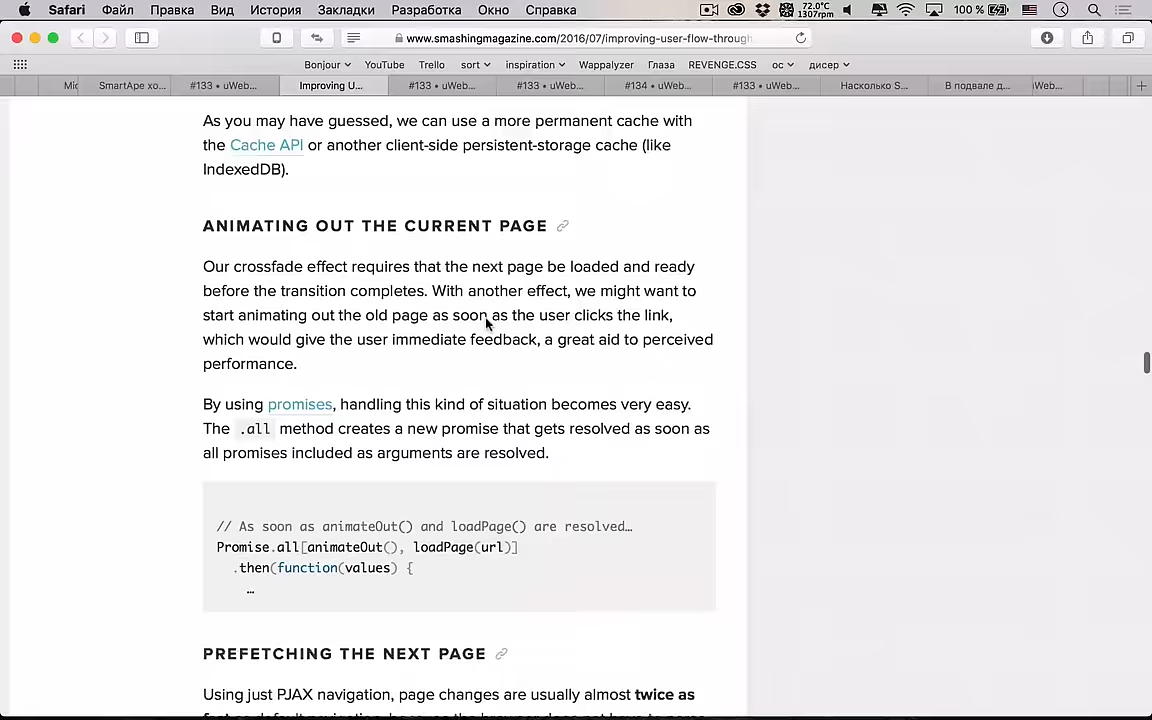 Safari Файл Правка Вид История Закладки Разработка Окно Справка 72.0°C 1307rpm 100 %
www.smashingmagazine.com/2016/07/improving-user-flow-through
Bonjour YouTube Trello sort inspiration Wappalyzer Глаза REVENGE.CSS ос дисер
Mic SmartApe хо... #133 • uWeb... Improving U... #133 • uWeb... #133 • uWeb... #134 • uWeb... #133 • uWeb... Насколько S... В подвале д... iWeb...
As you may have guessed, we can use a more permanent cache with
the Cache API or another client-side persistent-storage cache (like
IndexedDB).
ANIMATING OUT THE CURRENT PAGE
Our crossfade effect requires that the next page be loaded and ready
before the transition completes. With another effect, we might want to
start animating out the old page as soon as the user clicks the link,
which would give the user immediate feedback, a great aid to perceived
performance.
By using promises, handling this kind of situation becomes very easy.
The .all method creates a new promise that gets resolved as soon as
all promises included as arguments are resolved.
// As soon as animateOut() and loadPage() are resolved…
Promise.all[animateOut(), loadPage(url)]
.then(function(values) {
…
PREFETCHING THE NEXT PAGE
Using just PJAX navigation, page changes are usually almost twice as